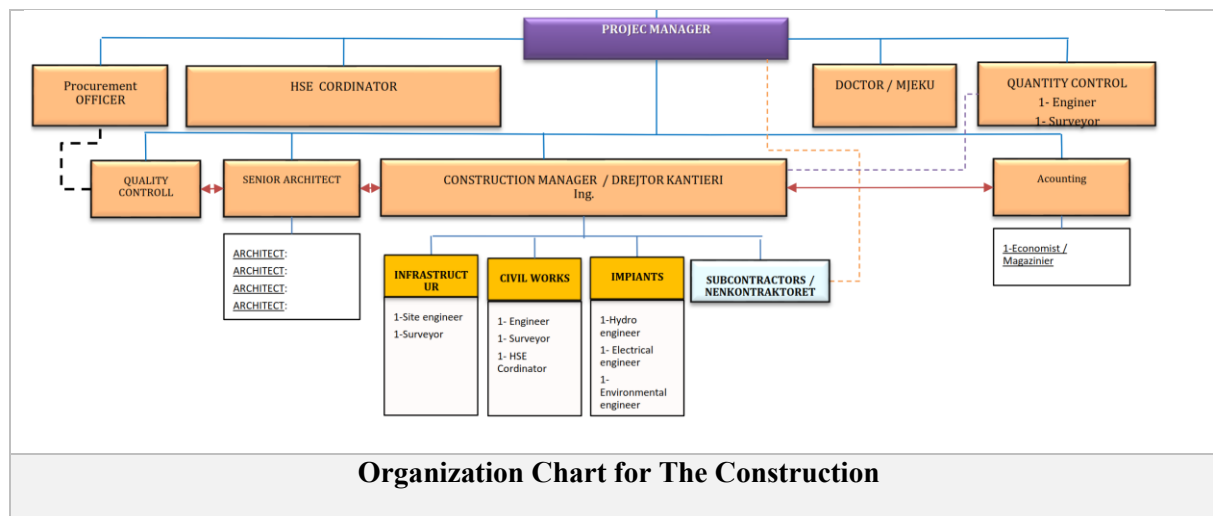 PROJEC MANAGER
Procurement
OFFICER
HSE CORDINATOR
DOCTOR / MJEKU
QUANTITY CONTROL
1- Enginer
1- Surveyor
QUALITY
CONTROLL
SENIOR ARCHITECT
CONSTRUCTION MANAGER / DREJTOR KANTIERI
Ing.
Acounting
ARCHITECT:
ARCHITECT:
ARCHITECT:
ARCHITECT:
1-Economist /
Magazinier
INFRASTRUCT
UR
1-Site engineer
1-Surveyor
CIVIL WORKS
1- Engineer
1- Surveyor
1- HSE
Cordinator
IMPIANTS
1-Hydro
engineer
1- Electrical
engineer
1-
Environmental
engineer
SUBCONTRACTORS /
NENKONTRAKTORET
Organization Chart for The Construction